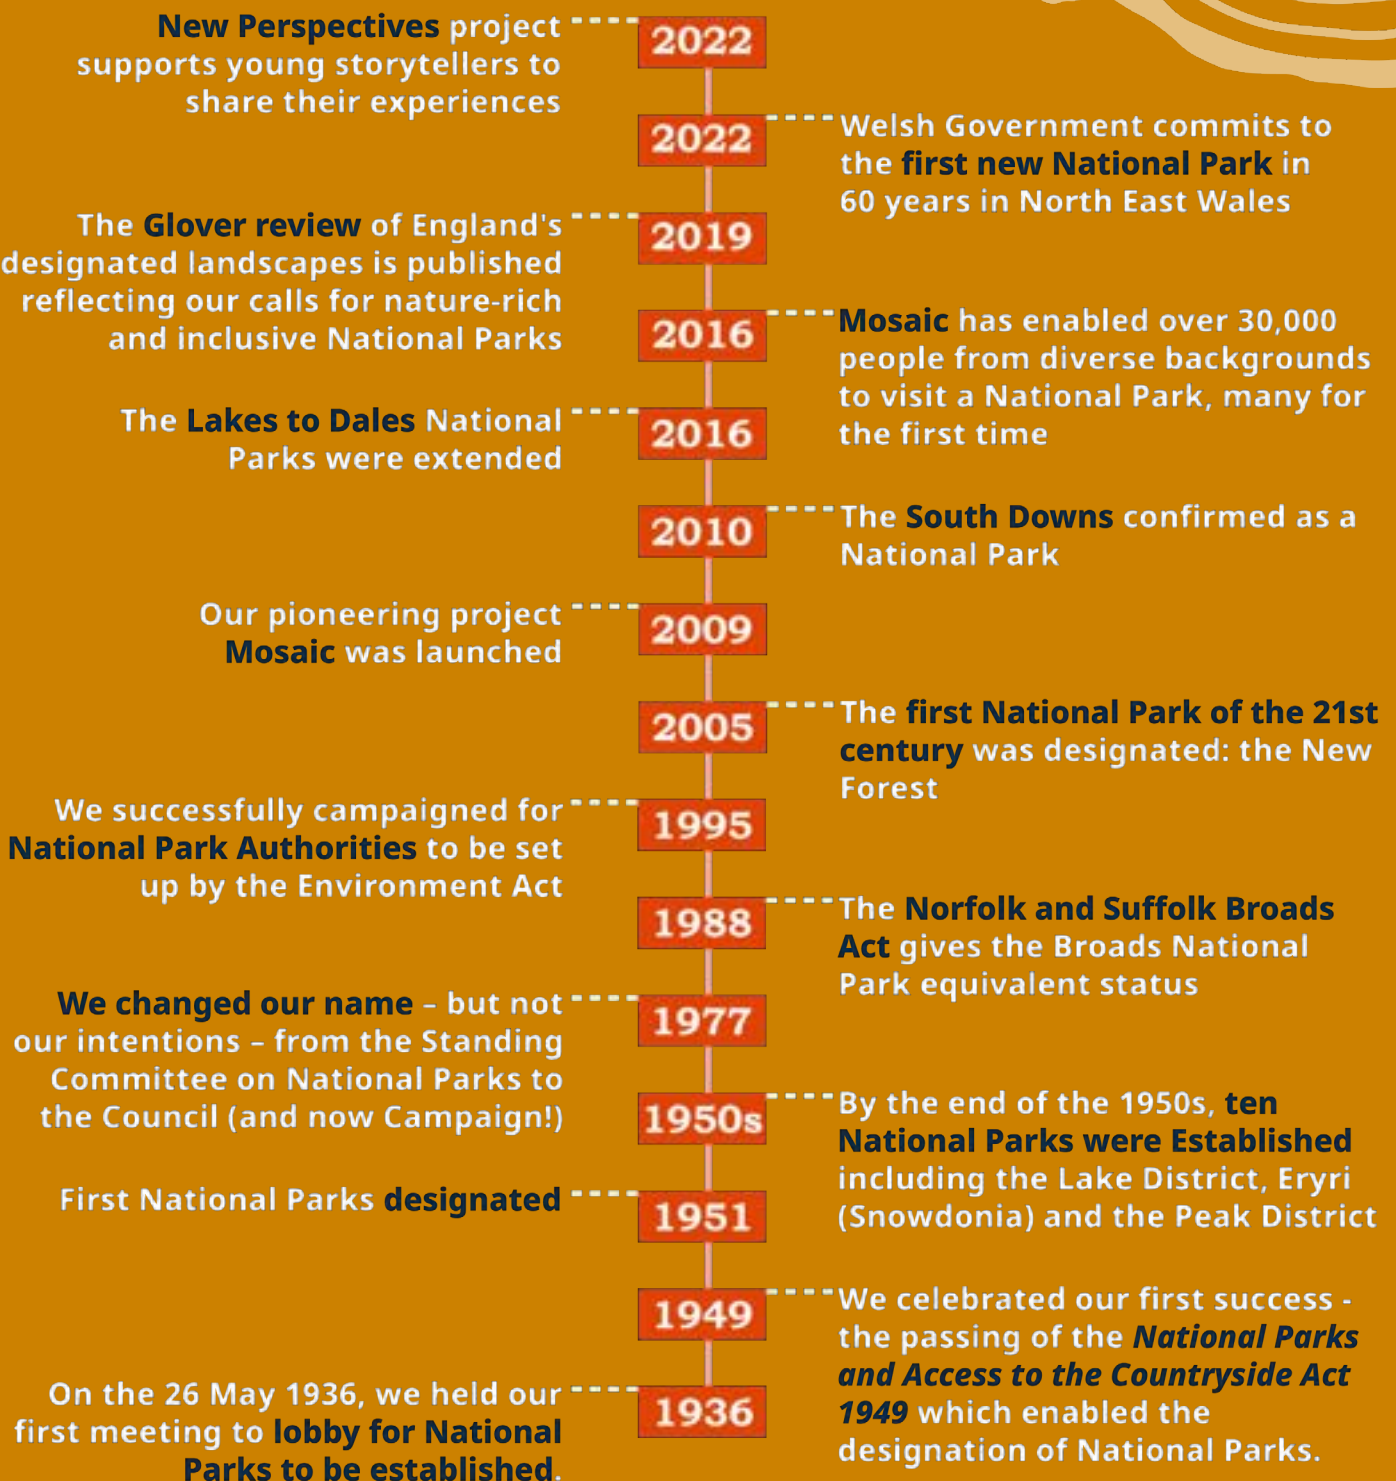 New Perspectives project
supports young storytellers to
share their experiences
2022
2022
Welsh Government commits to
the first new National Park in
60 years in North East Wales
The Glover review of England's
designated landscapes is published
reflecting our calls for nature-rich
and inclusive National Parks
2019
2016
Mosaic has enabled over 30,000
people from diverse backgrounds
to visit a National Park, many for
the first time
The Lakes to Dales National
Parks were extended
2016
2010
The South Downs confirmed as a
National Park
Our pioneering project
Mosaic was launched
2009
2005
The first National Park of the 21st
century was designated: the New
Forest
We successfully campaigned for
National Park Authorities to be set
up by the Environment Act
1995
1988
The Norfolk and Suffolk Broads
Act gives the Broads National
Park equivalent status
We changed our name – but not
our intentions – from the Standing
Committee on National Parks to
the Council (and now Campaign!)
1977
1950s
By the end of the 1950s, ten
National Parks were Established
including the Lake District, Eryri
(Snowdonia) and the Peak District
First National Parks designated
1951
1949
We celebrated our first success -
the passing of the National Parks
and Access to the Countryside Act
1949 which enabled the
designation of National Parks.
On the 26 May 1936, we held our
first meeting to lobby for National
Parks to be established.
1936